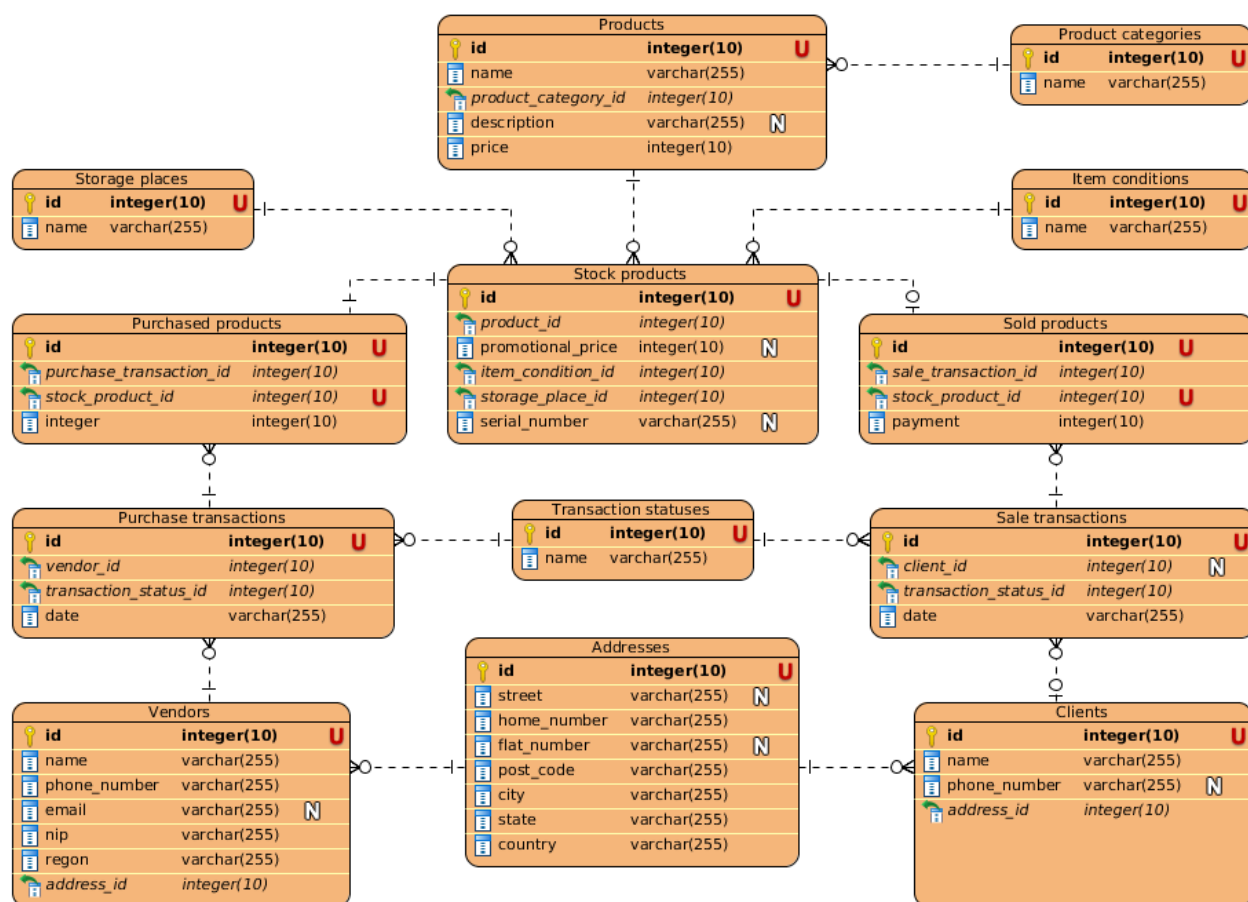 Products
id integer(10) U
name varchar(255)
product_category_id integer(10)
description varchar(255) N
price integer(10)
Product categories
id integer(10) U
name varchar(255)
Storage places
id integer(10) U
name varchar(255)
Item conditions
id integer(10) U
name varchar(255)
Stock products
id integer(10) U
product_id integer(10)
promotional_price integer(10) N
item_condition_id integer(10)
storage_place_id integer(10)
serial_number varchar(255) N
Purchased products
id integer(10) U
purchase_transaction_id integer(10)
stock_product_id integer(10) U
integer integer(10)
Sold products
id integer(10) U
sale_transaction_id integer(10)
stock_product_id integer(10) U
payment integer(10)
Purchase transactions
id integer(10) U
vendor_id integer(10)
transaction_status_id integer(10)
date varchar(255)
Transaction statuses
id integer(10) U
name varchar(255)
Sale transactions
id integer(10) U
client_id integer(10) N
transaction_status_id integer(10)
date varchar(255)
Addresses
id integer(10) U
street varchar(255) N
home_number varchar(255)
flat_number varchar(255) N
post_code varchar(255)
city varchar(255)
state varchar(255)
country varchar(255)
Vendors
id integer(10) U
name varchar(255)
phone_number varchar(255)
email varchar(255) N
nip varchar(255)
regon varchar(255)
address_id integer(10)
Clients
id integer(10) U
name varchar(255)
phone_number varchar(255) N
address_id integer(10)